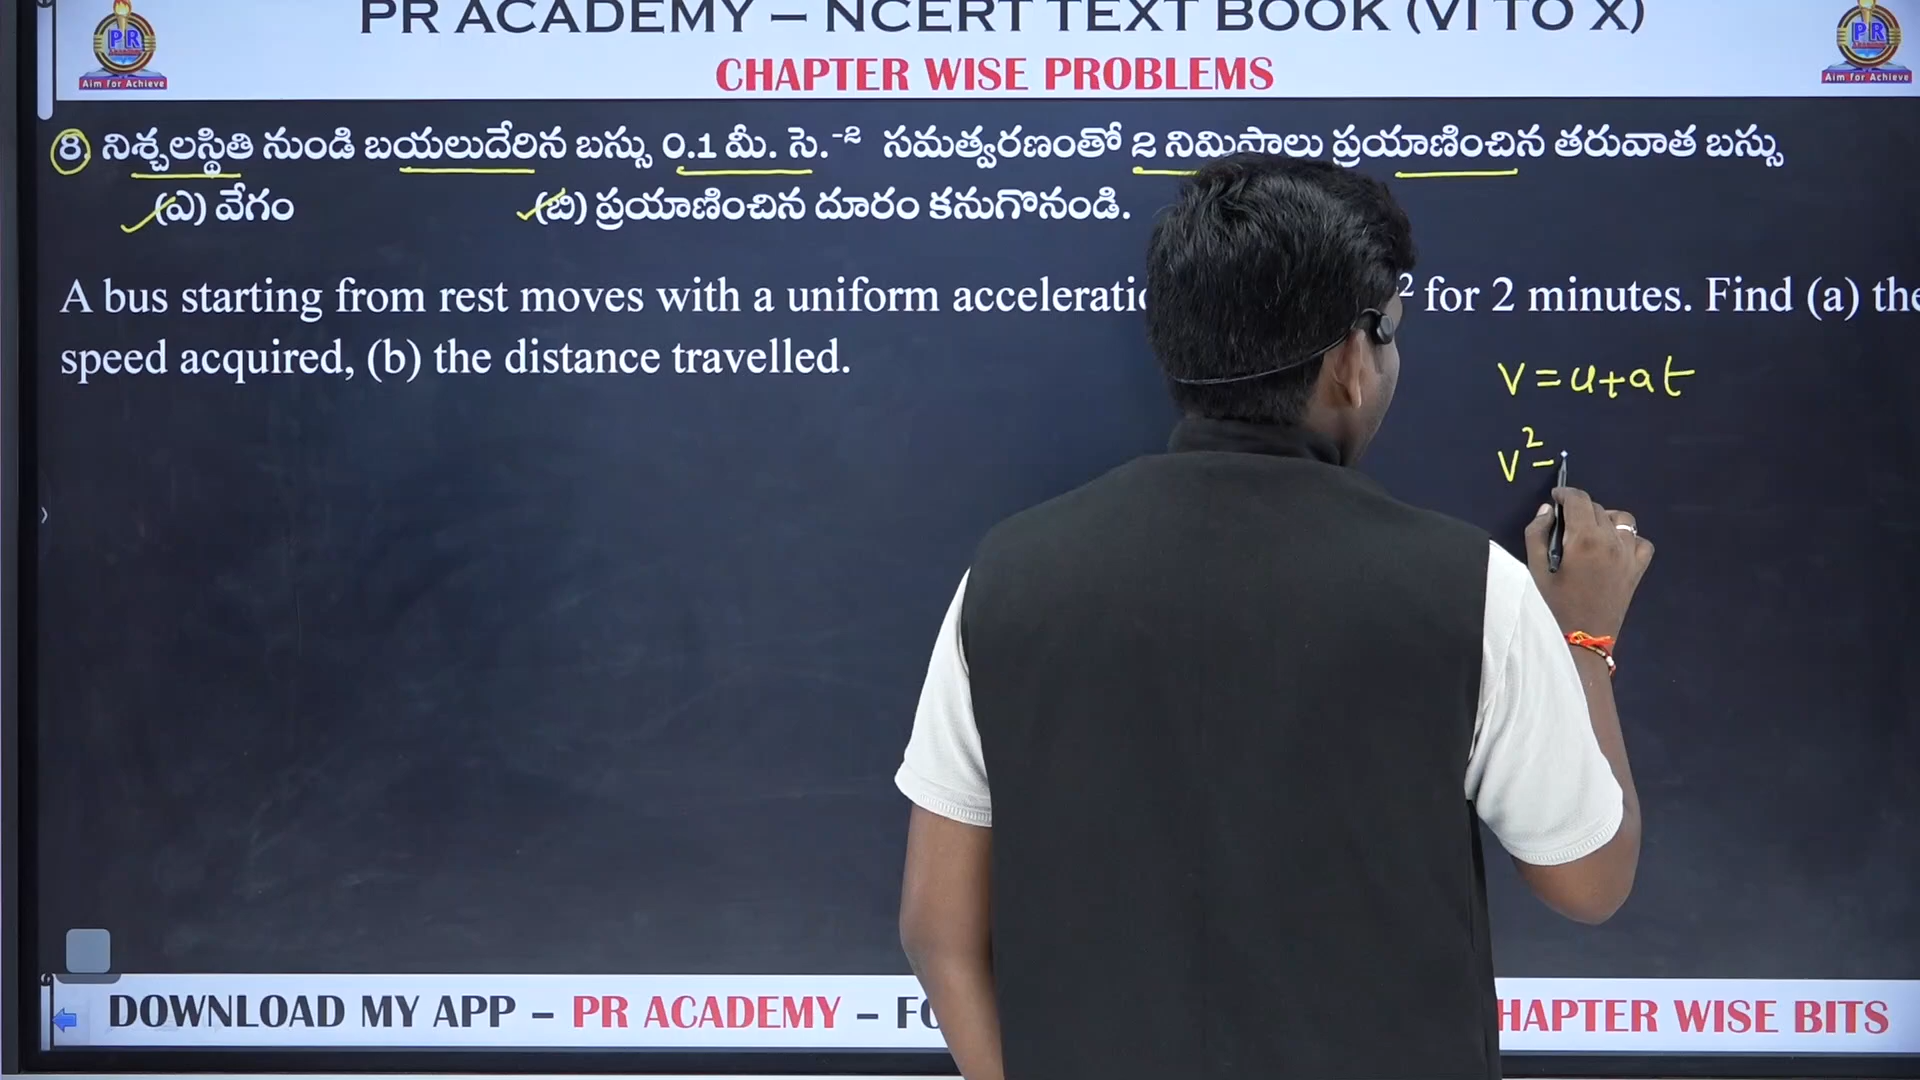 PR ACADEMY – NCERT TEXT BOOK (VI TO X)
PR
Aim for Achieve
PR
Aim for Achieve
CHAPTER WISE PROBLEMS
8. నిశ్చలస్థితి నుండి బయలుదేరిన బస్సు 0.1 మీ. సె.⁻² సమత్వరణంతో 2 నిమిషాలు ప్రయాణించిన తరువాత బస్సు
(ఎ) వేగం (బి) ప్రయాణించిన దూరం కనుగొనండి.
A bus starting from rest moves with a uniform ² for 2 minutes. Find (a) the
speed acquired, (b) the distance travelled.
v = u + at
v² –
DOWNLOAD MY APP – PR ACADEMY – WISE BITS